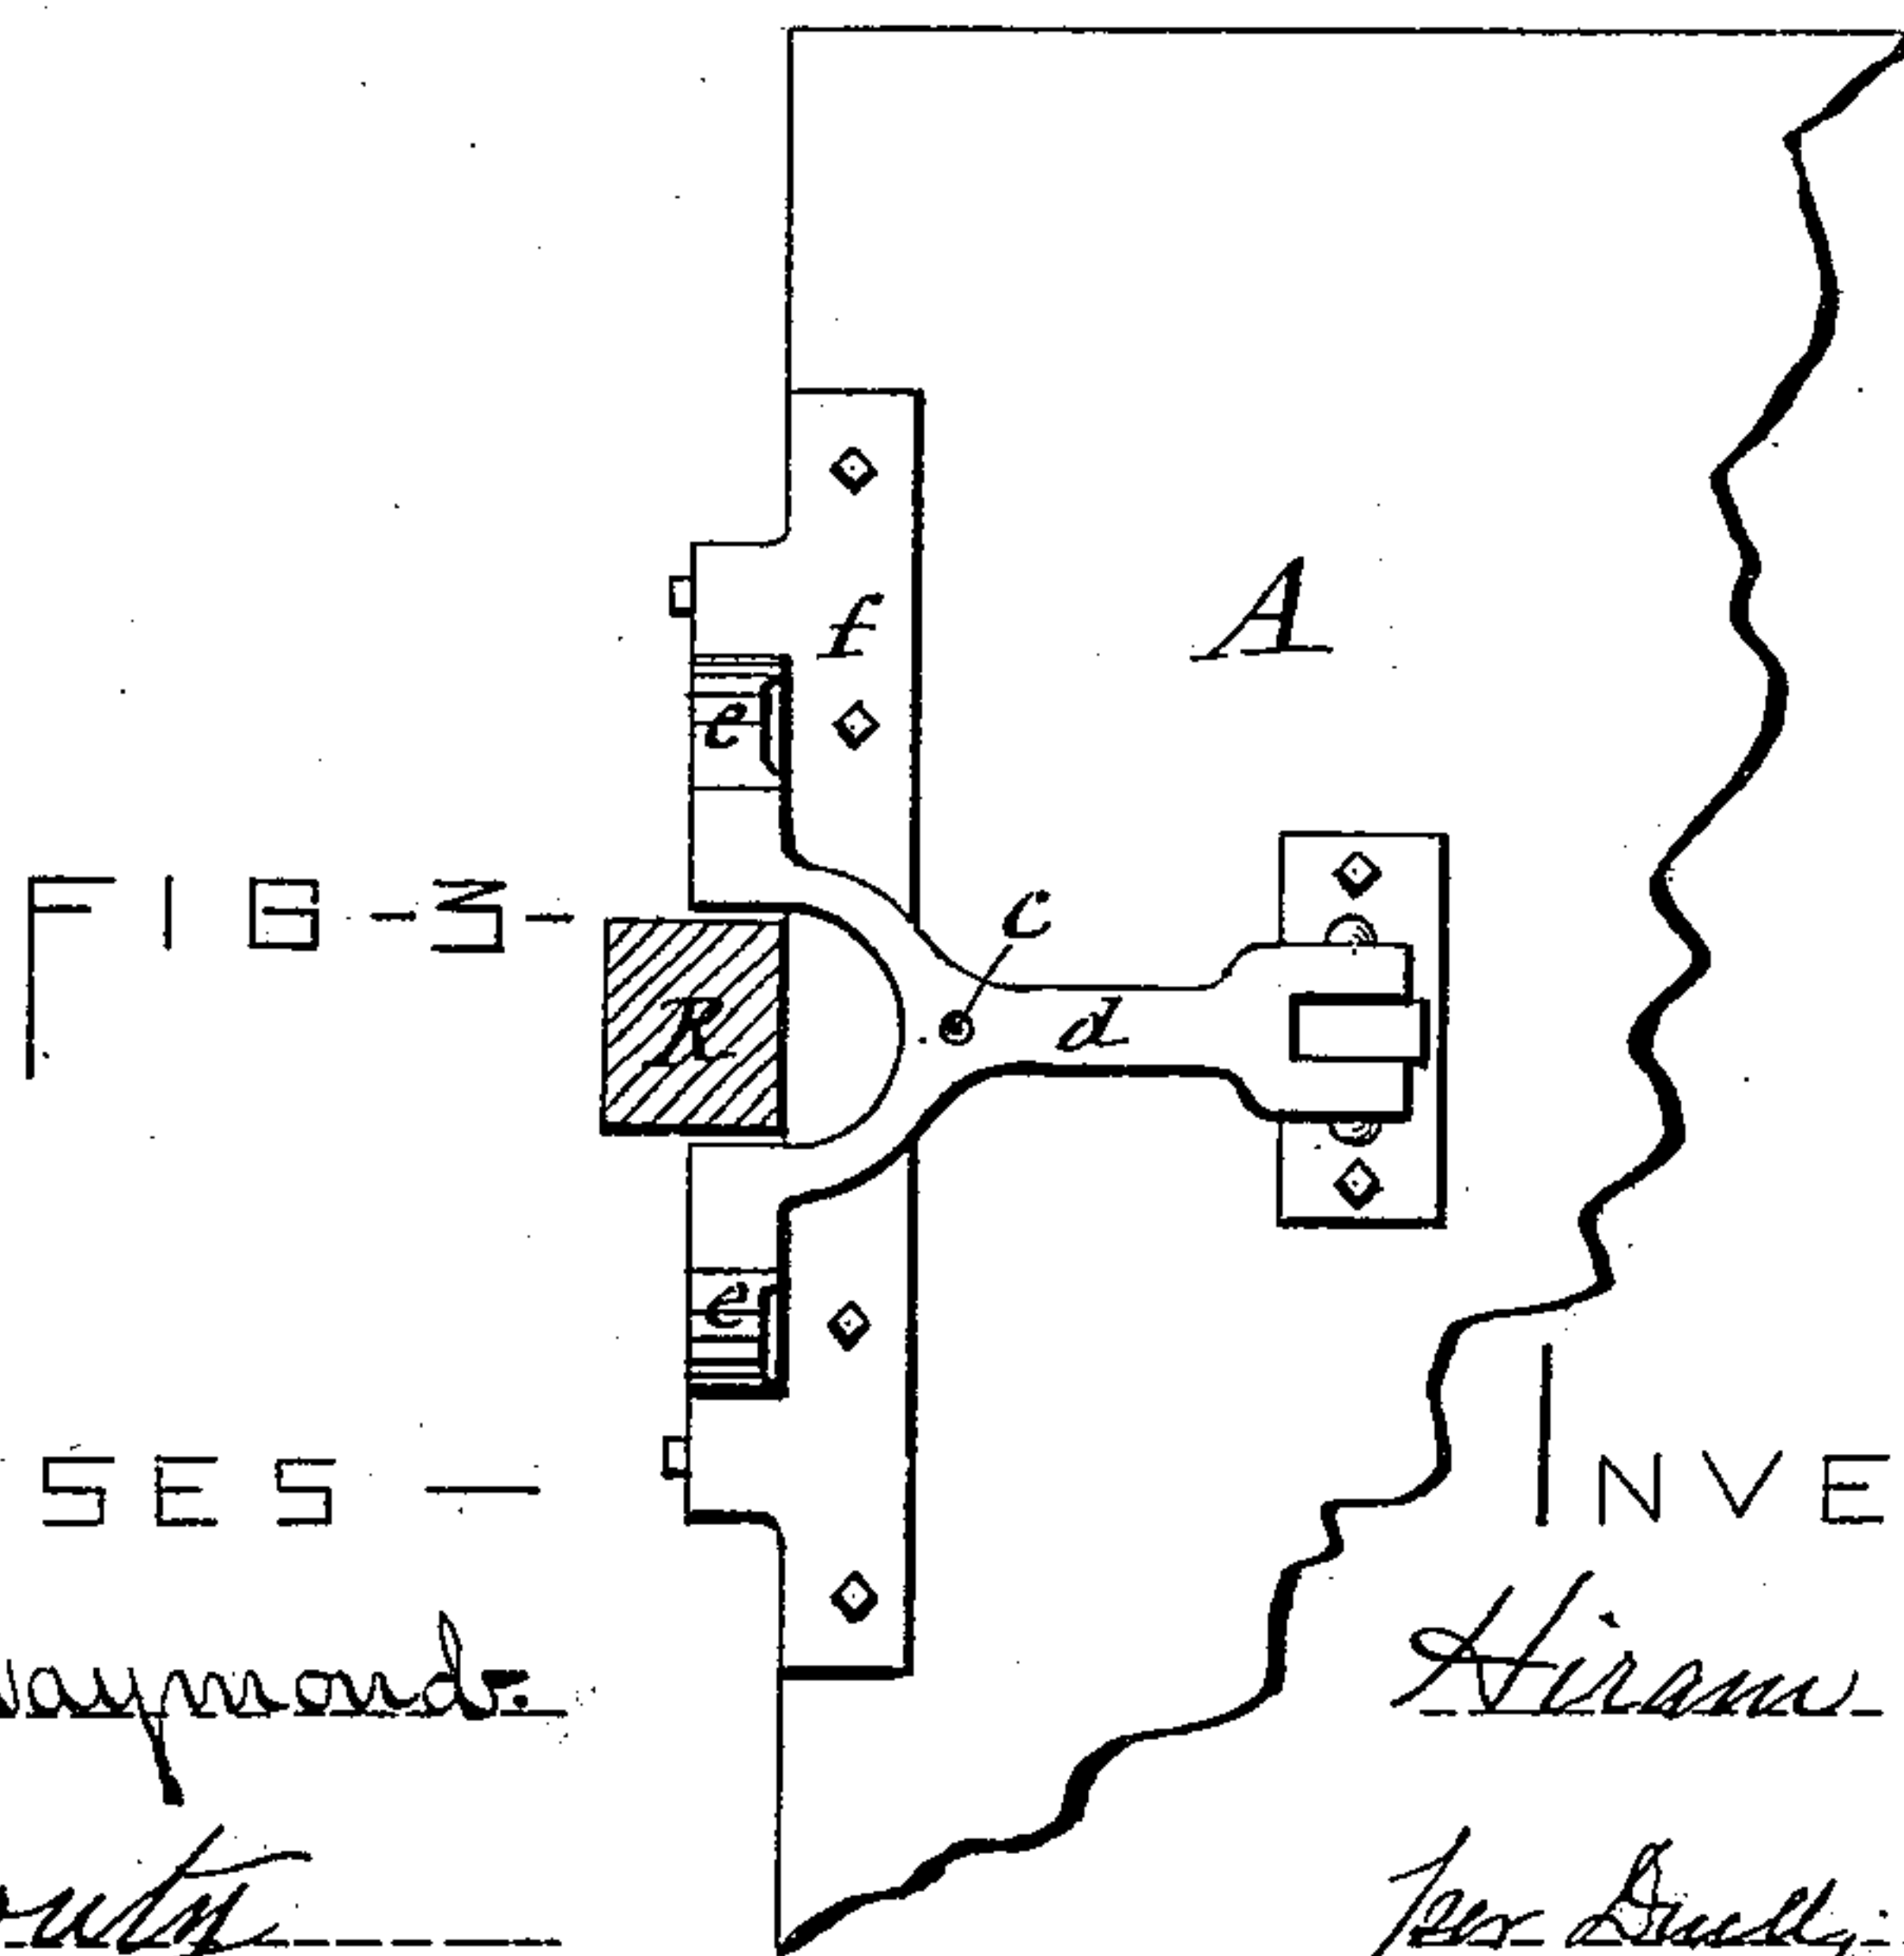 f
A
e
FIG-3-
c
R
d
e
SES — INVE
aymond. Hiram